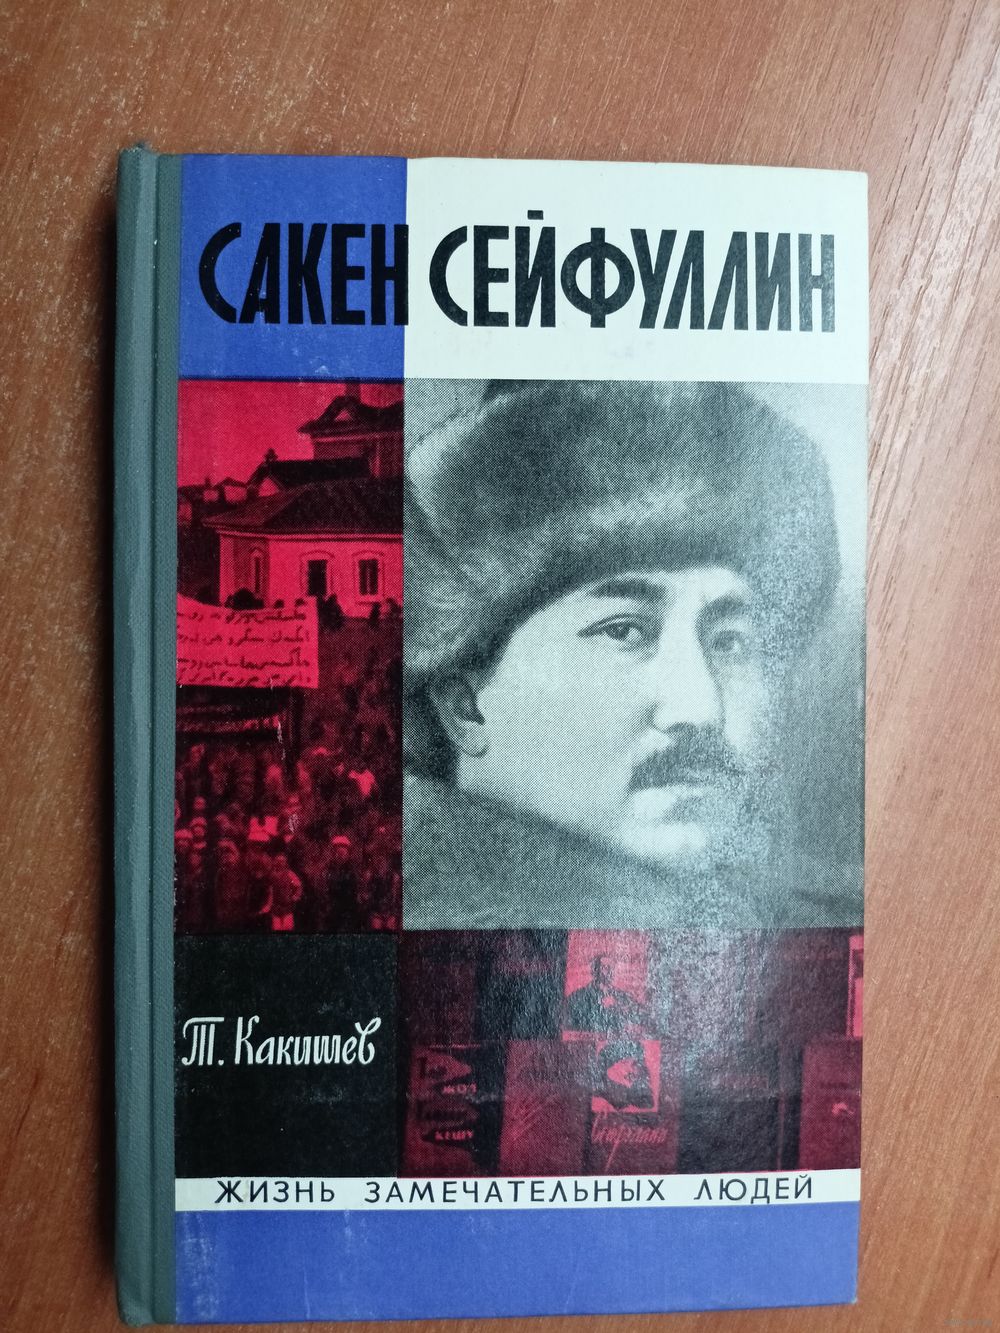 САКЕН СЕЙФУЛЛИН
Т. Какишев
ЖИЗНЬ ЗАМЕЧАТЕЛЬНЫХ ЛЮДЕЙ